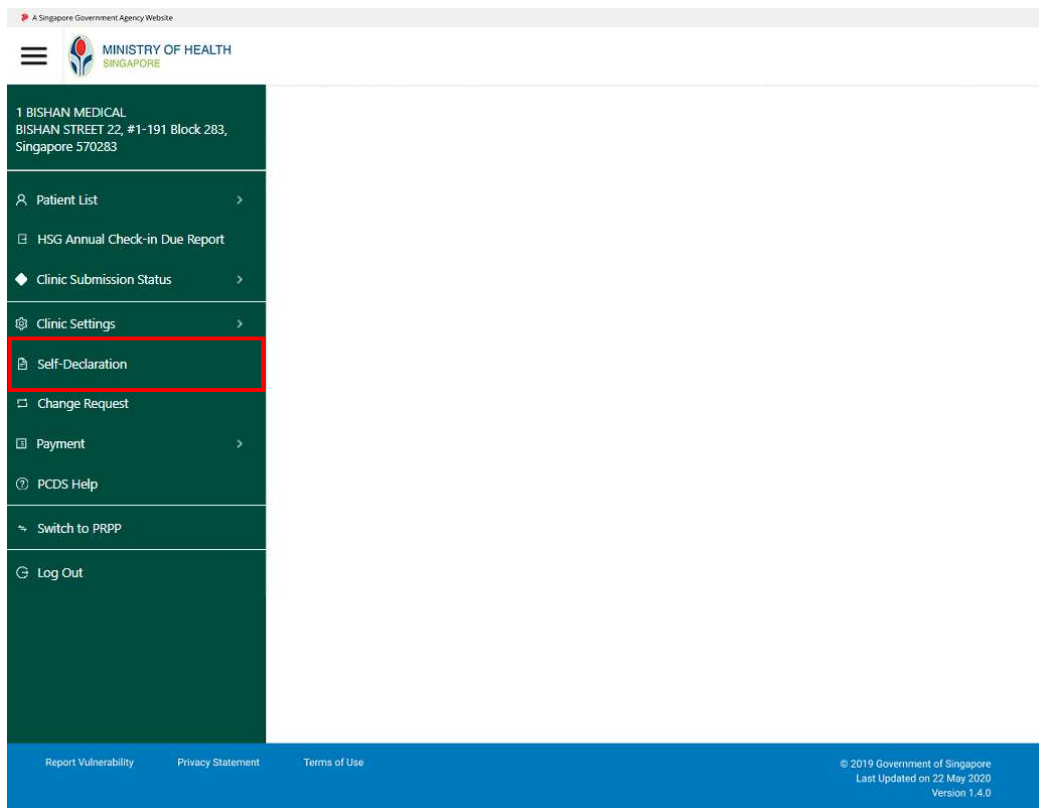 A Singapore Government Agency Website
MINISTRY OF HEALTH
SINGAPORE
1 BISHAN MEDICAL
BISHAN STREET 22, #1-191 Block 283,
Singapore 570283
Patient List
HSG Annual Check-in Due Report
Clinic Submission Status
Clinic Settings
Self-Declaration
Change Request
Payment
PCDS Help
Switch to PRPP
Log Out
Report Vulnerability Privacy Statement Terms of Use
© 2019 Government of Singapore
Last Updated on 22 May 2020
Version 1.4.0